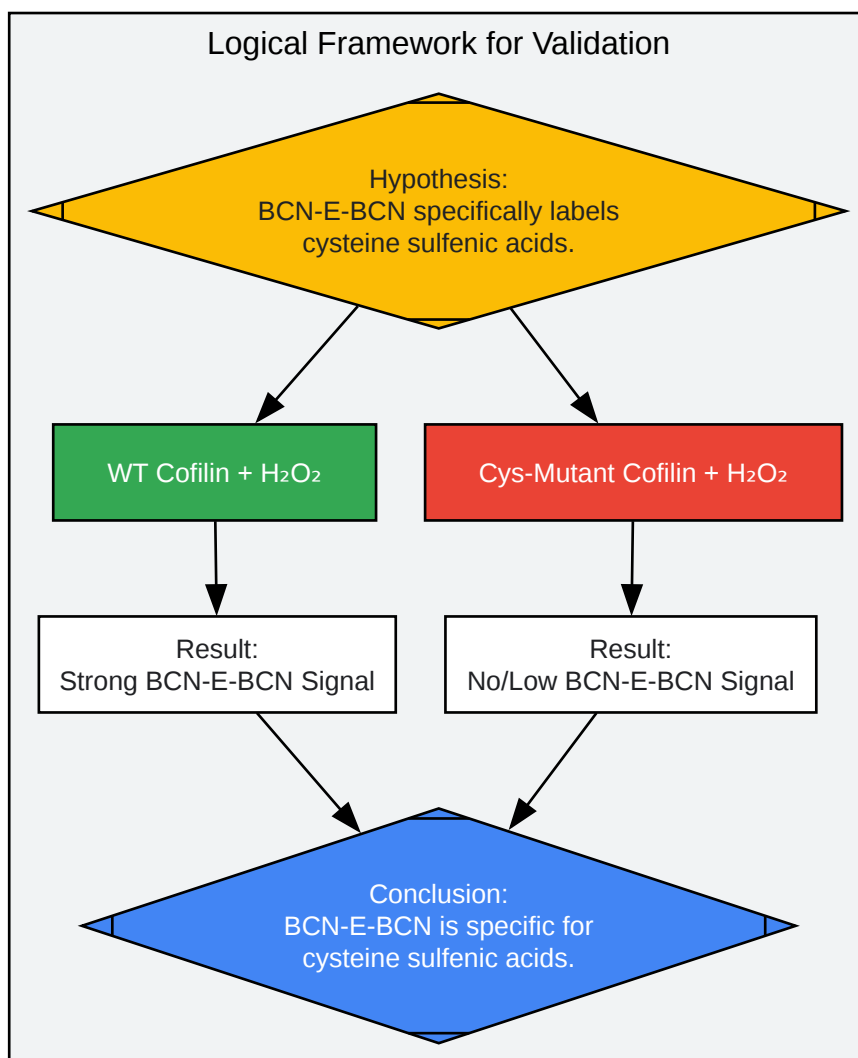 Logical Framework for Validation
Hypothesis:
BCN-E-BCN specifically labels
cysteine sulfenic acids.
WT Cofilin + H₂O₂
Cys-Mutant Cofilin + H₂O₂
Result:
Strong BCN-E-BCN Signal
Result:
No/Low BCN-E-BCN Signal
Conclusion:
BCN-E-BCN is specific for
cysteine sulfenic acids.